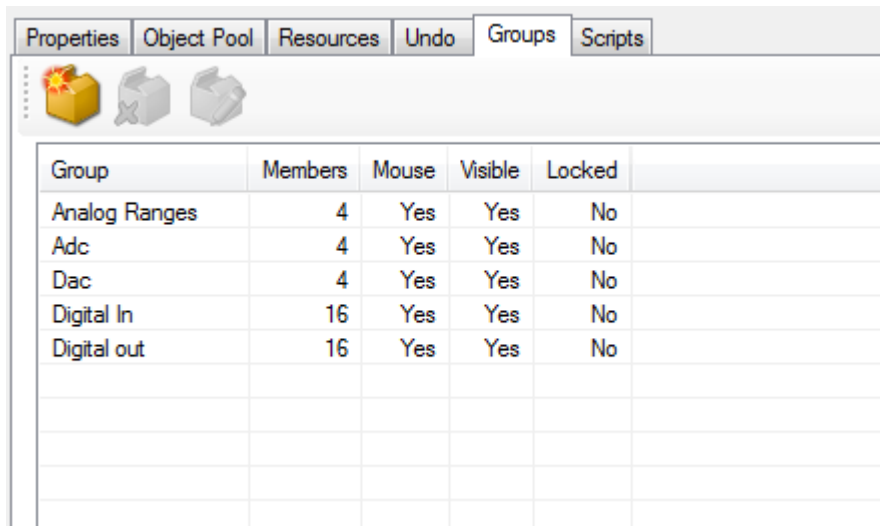 Properties Object Pool Resources Undo Groups Scripts
Group Members Mouse Visible Locked
Analog Ranges 4 Yes Yes No
Adc 4 Yes Yes No
Dac 4 Yes Yes No
Digital In 16 Yes Yes No
Digital out 16 Yes Yes No